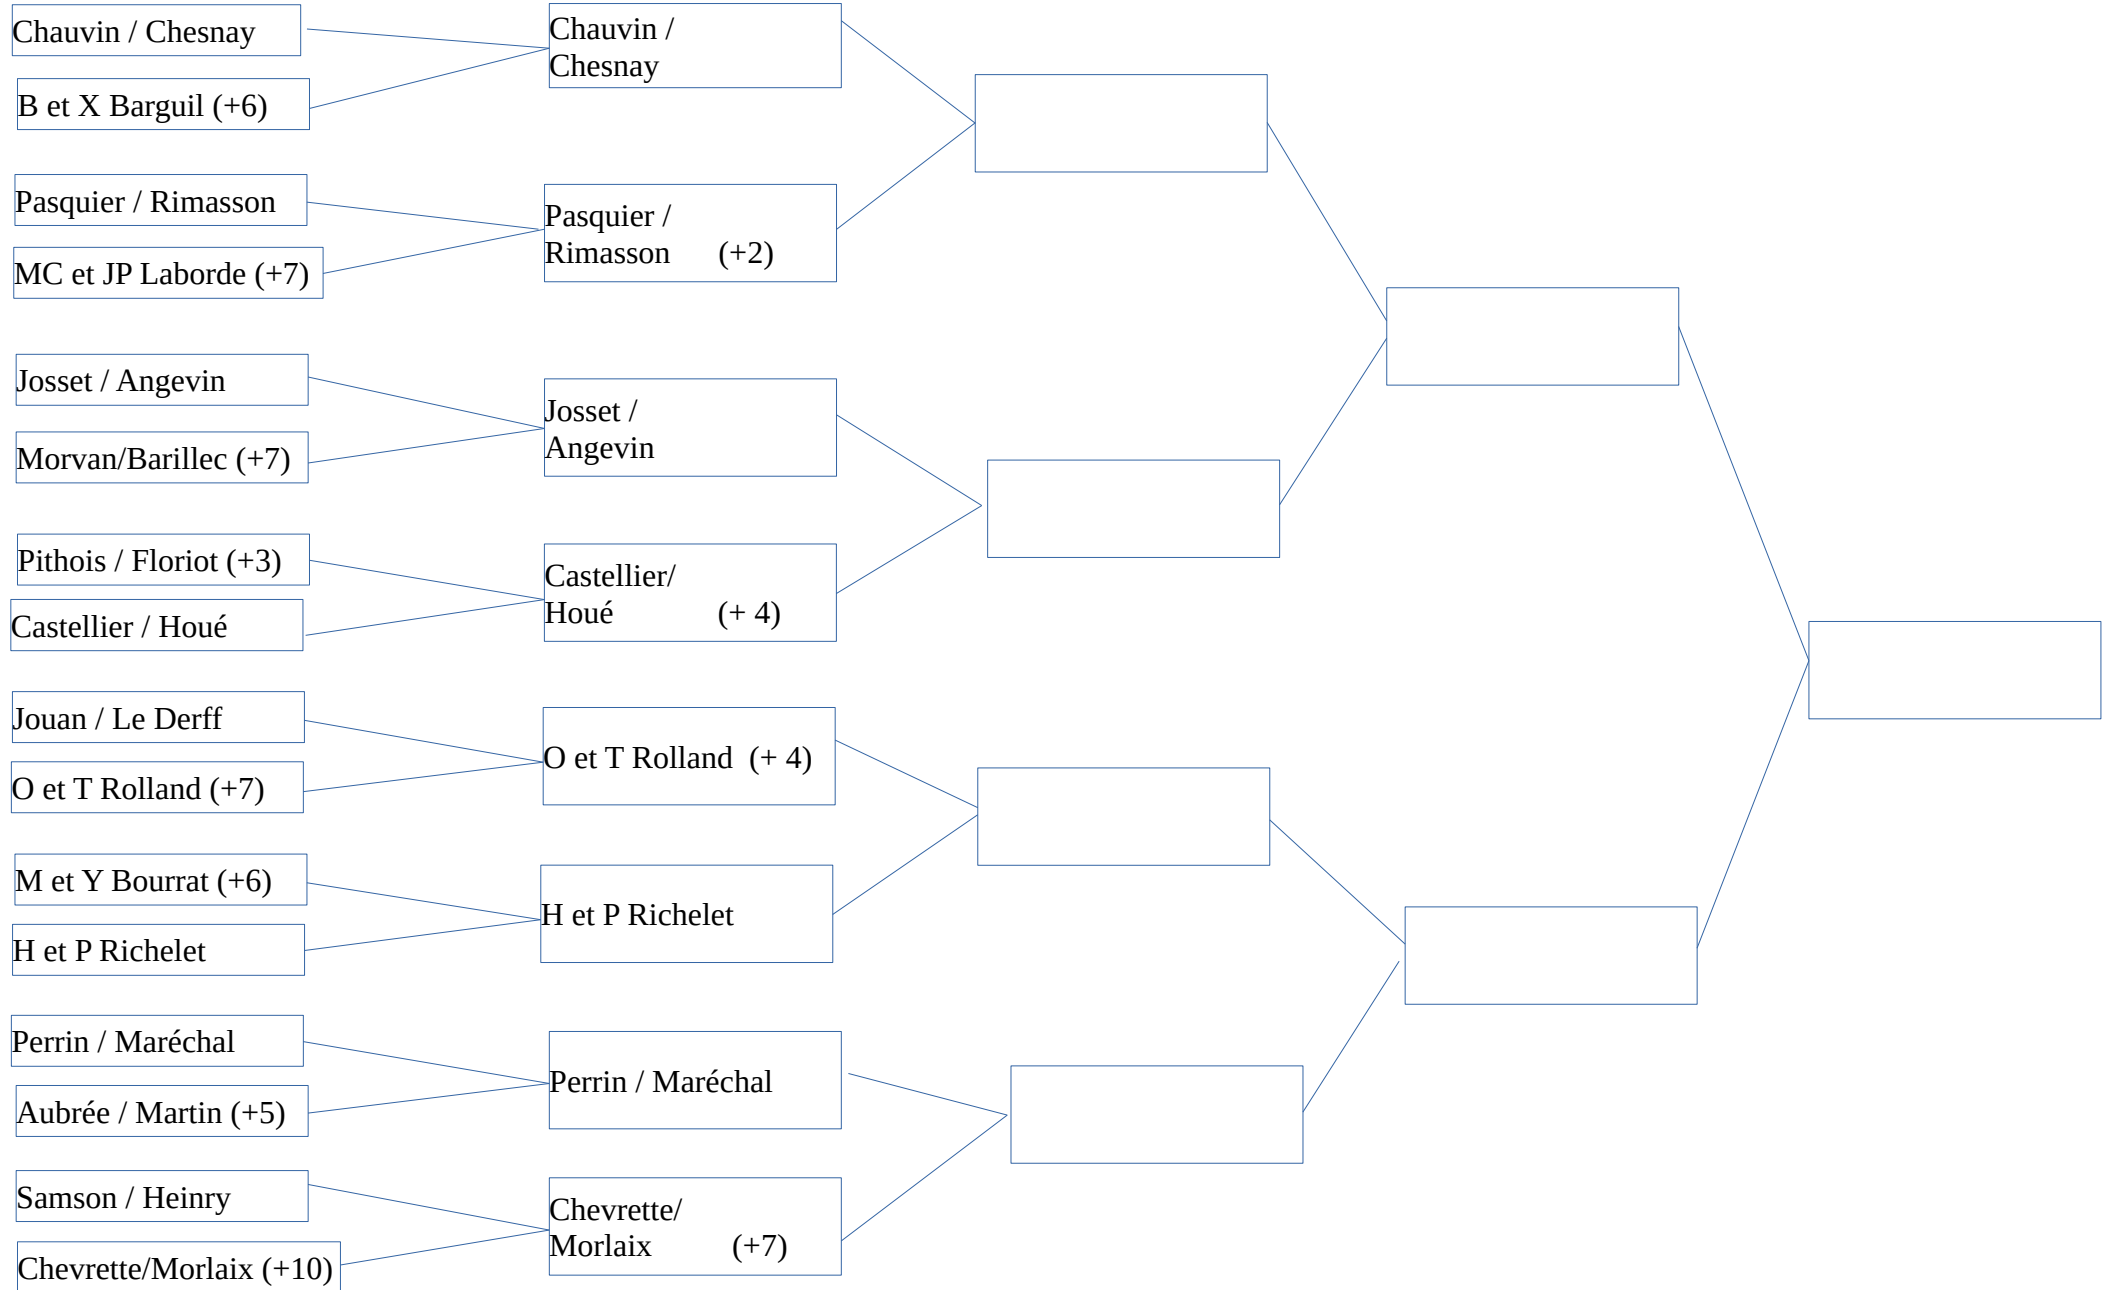 Chauvin / Chesnay
B et X Barguil (+6)
Pasquier / Rimasson
MC et JP Laborde (+7)
Josset / Angevin
Morvan/Barillec (+7)
Pithois / Floriot (+3)
Castellier / Houé
Jouan / Le Derff
O et T Rolland (+7)
M et Y Bourrat (+6)
H et P Richelet
Perrin / Maréchal
Aubrée / Martin (+5)
Samson / Heinry
Chevrette/Morlaix (+10)
Chauvin /
Chesnay
Pasquier /
Rimasson (+2)
Josset /
Angevin
Castellier/
Houé (+ 4)
O et T Rolland (+ 4)
H et P Richelet
Perrin / Maréchal
Chevrette/
Morlaix (+7)